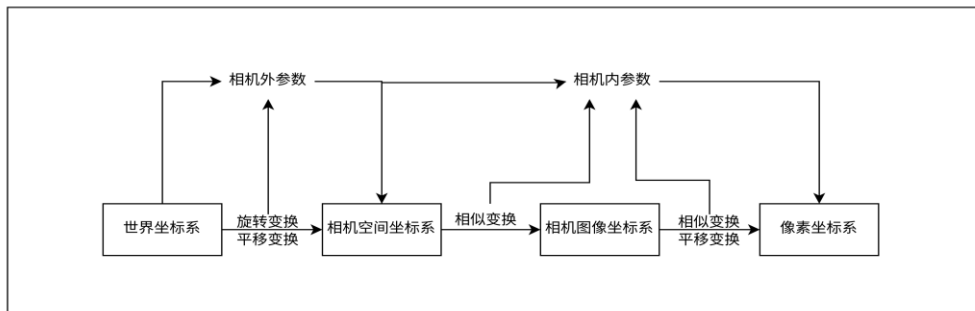 相机外参数
相机内参数
世界坐标系
旋转变换
平移变换
相机空间坐标系
相似变换
相机图像坐标系
相似变换
平移变换
像素坐标系